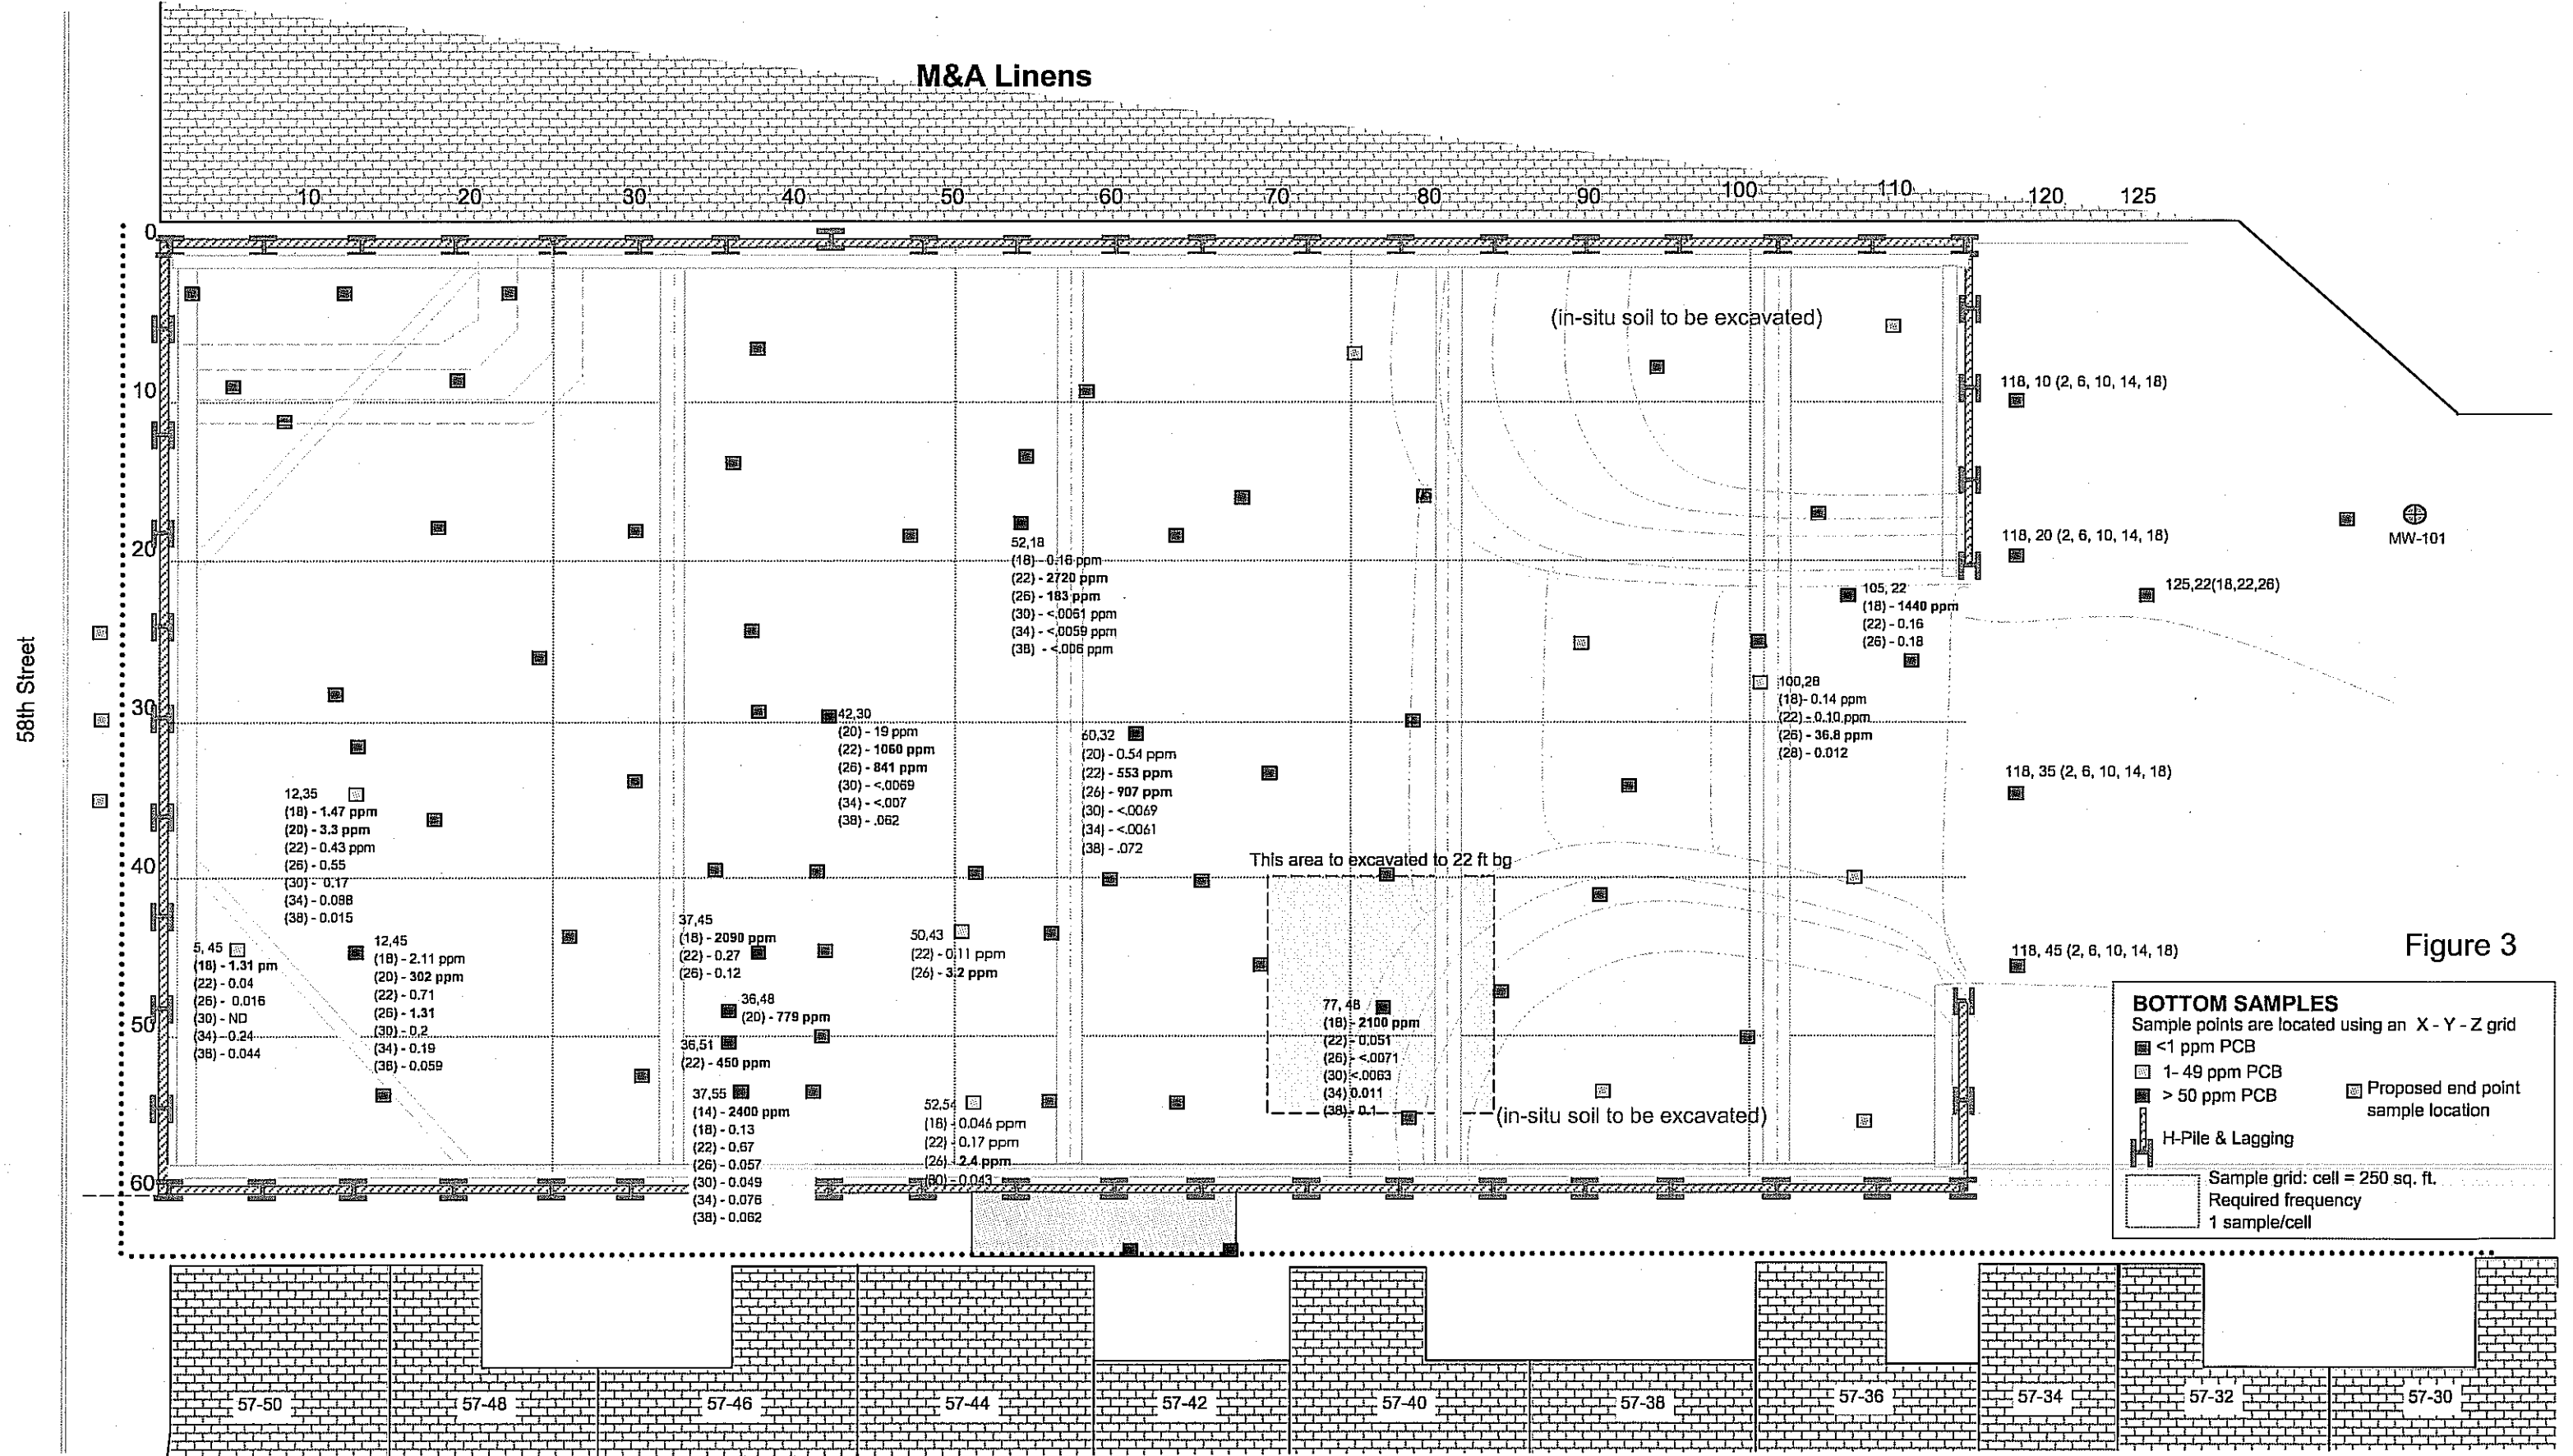 M&A Linens
10 20 30 40 50 60 70 80 90 100 110 120 125
0
10
20
30
40
50
60
58th Street
(in-situ soil to be excavated)
118, 10 (2, 6, 10, 14, 18)
118, 20 (2, 6, 10, 14, 18)
MW-101
125,22(18,22,26)
52,18
(18) - 0.16 ppm
(22) - 2720 ppm
(26) - 183 ppm
(30) - <.0061 ppm
(34) - <.0059 ppm
(38) - <.006 ppm
105, 22
(18) - 1440 ppm
(22) - 0.16
(26) - 0.18
100,28
(18)- 0.14 ppm
(22) - 0.10 ppm
(26) - 36.8 ppm
(28) - 0.012
42,30
(20) - 19 ppm
(22) - 1060 ppm
(26) - 841 ppm
(30) - <.0069
(34) - <.007
(38) - .062
60,32
(20) - 0.54 ppm
(22) - 553 ppm
(26) - 907 ppm
(30) - <.0069
(34) - <.0061
(38) - .072
118, 35 (2, 6, 10, 14, 18)
12,35
(18) - 1.47 ppm
(20) - 3.3 ppm
(22) - 0.43 ppm
(26) - 0.55
(30) - 0.17
(34) - 0.098
(38) - 0.015
This area to excavated to 22 ft bg
5, 45
(18) - 1.31 pm
(22) - 0.04
(26) - 0.016
(30) - ND
(34) - 0.24
(38) - 0.044
12,45
(18) - 2.11 ppm
(20) - 302 ppm
(22) - 0.71
(26) - 1.31
(30) - 0.2
(34) - 0.19
(38) - 0.059
37,45
(18) - 2090 ppm
(22) - 0.27
(26) - 0.12
36,48
(20) - 779 ppm
36,51
(22) - 450 ppm
37,55
(14) - 2400 ppm
(18) - 0.13
(22) - 0.67
(26) - 0.057
(30) - 0.049
(34) - 0.076
(38) - 0.062
50,43
(22) - 0.11 ppm
(26) - 3.2 ppm
52,54
(18) - 0.046 ppm
(22) - 0.17 ppm
(26) - 2.4 ppm
(30) - 0.043
77, 48
(18) - 2100 ppm
(22) - 0.051
(26) - <.0071
(30) <.0063
(34) 0.011
(38) - 0.1
(in-situ soil to be excavated)
118, 45 (2, 6, 10, 14, 18)
Figure 3
BOTTOM SAMPLES
Sample points are located using an X - Y - Z grid
<1 ppm PCB
1- 49 ppm PCB
> 50 ppm PCB
Proposed end point
sample location
H-Pile & Lagging
Sample grid: cell = 250 sq. ft.
Required frequency
1 sample/cell
57-50 57-48 57-46 57-44 57-42 57-40 57-38 57-36 57-34 57-32 57-30